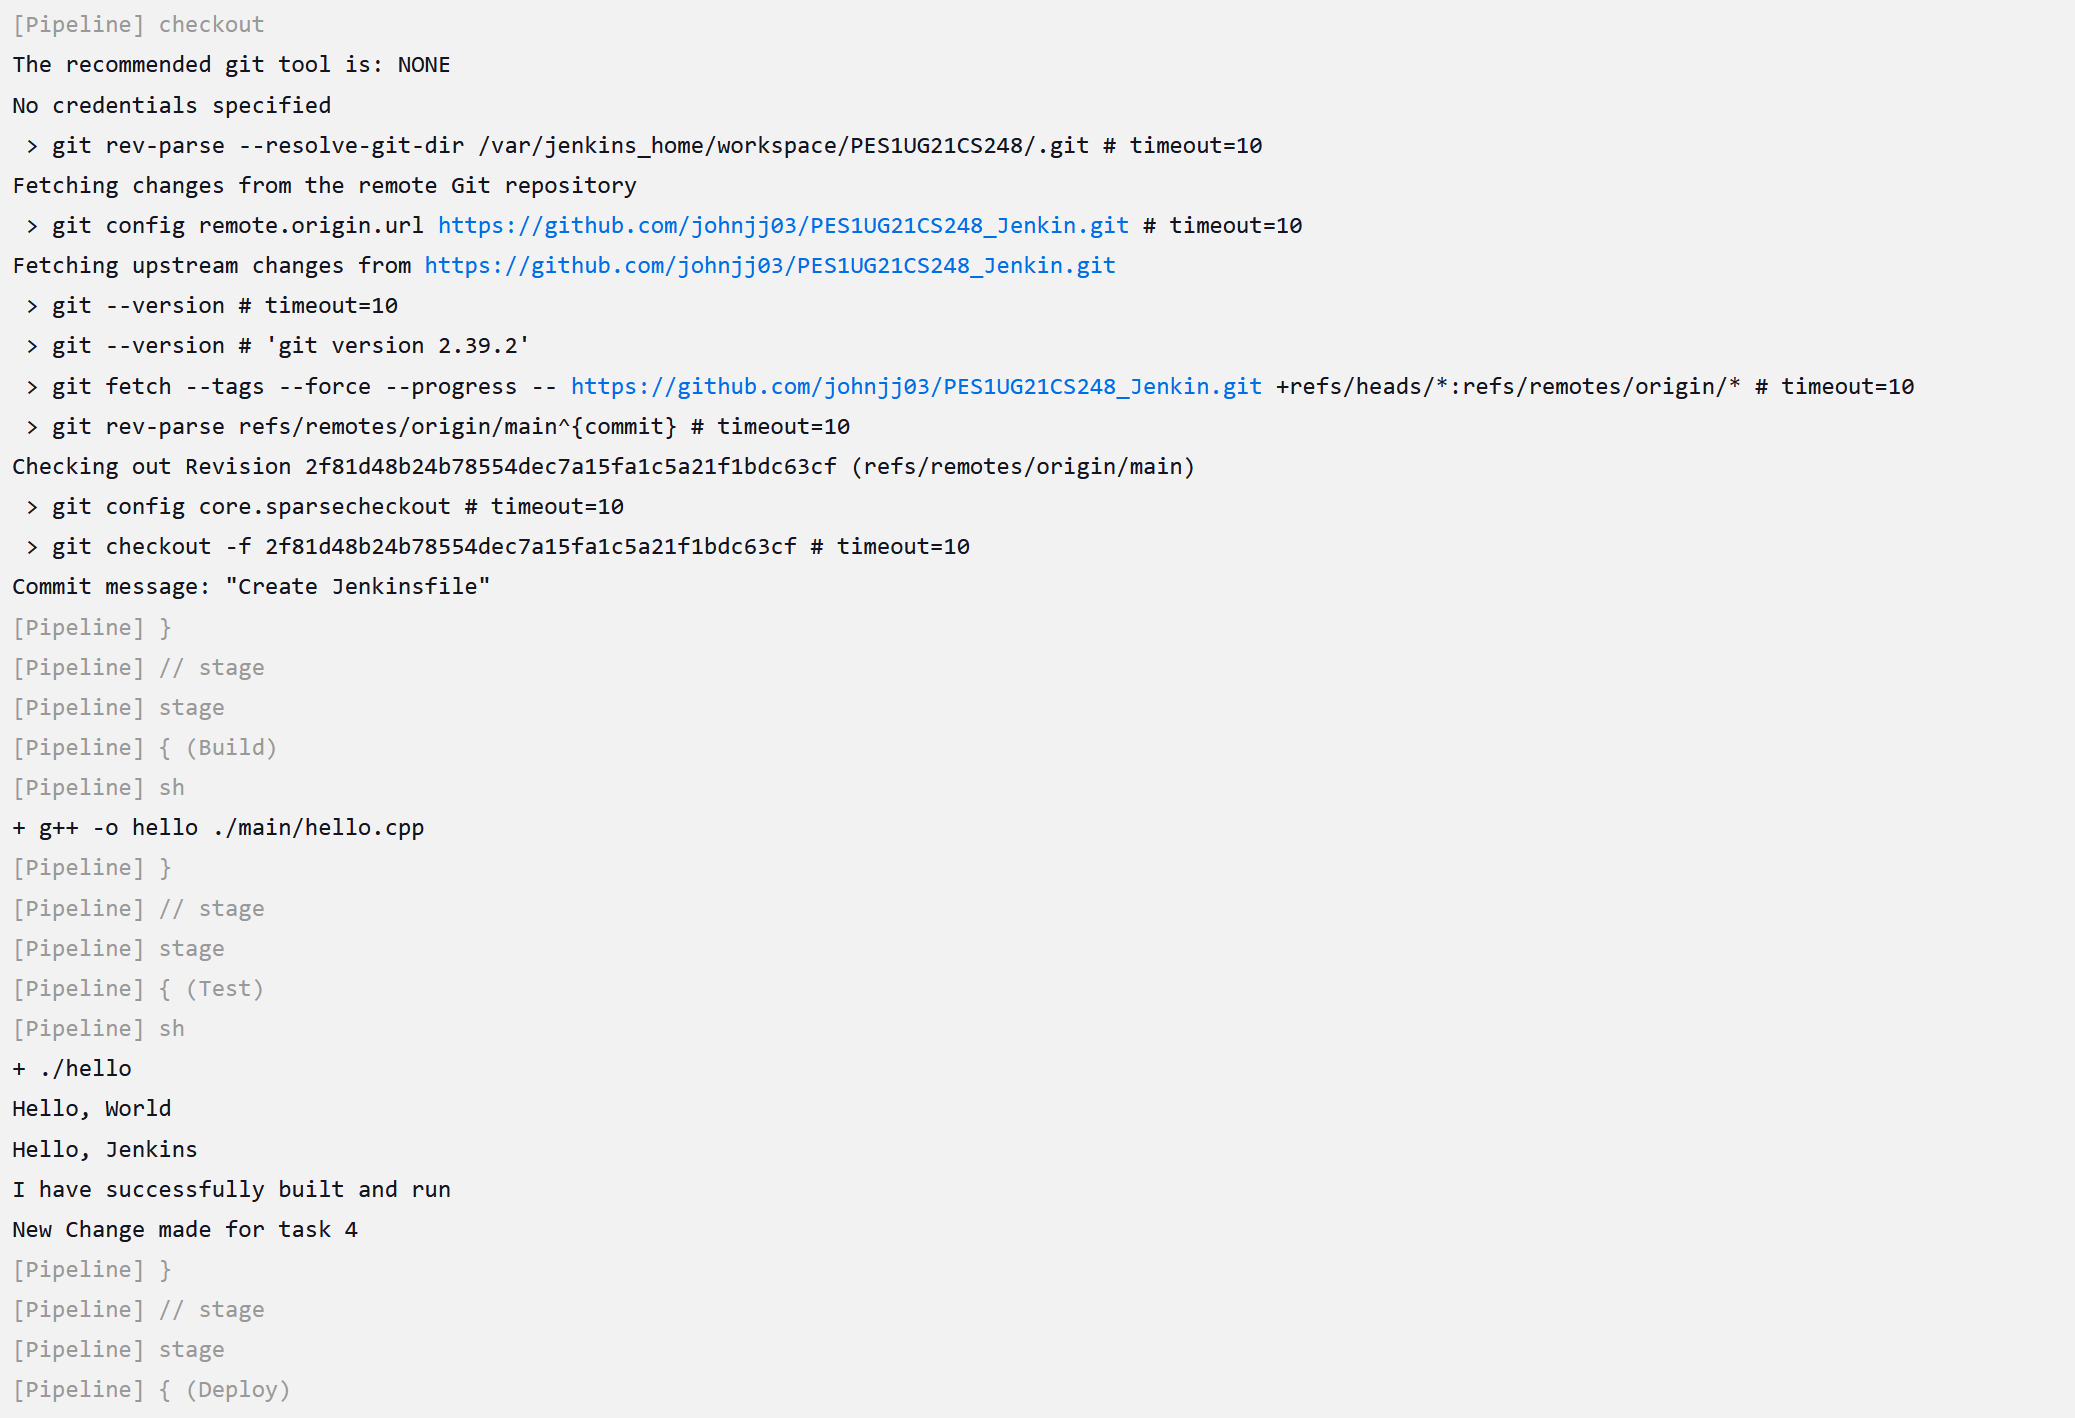 [Pipeline] checkout
The recommended git tool is: NONE
No credentials specified
 > git rev-parse --resolve-git-dir /var/jenkins_home/workspace/PES1UG21CS248/.git # timeout=10
Fetching changes from the remote Git repository
 > git config remote.origin.url https://github.com/johnjj03/PES1UG21CS248_Jenkin.git # timeout=10
Fetching upstream changes from https://github.com/johnjj03/PES1UG21CS248_Jenkin.git
 > git --version # timeout=10
 > git --version # 'git version 2.39.2'
 > git fetch --tags --force --progress -- https://github.com/johnjj03/PES1UG21CS248_Jenkin.git +refs/heads/*:refs/remotes/origin/* # timeout=10
 > git rev-parse refs/remotes/origin/main^{commit} # timeout=10
Checking out Revision 2f81d48b24b78554dec7a15fa1c5a21f1bdc63cf (refs/remotes/origin/main)
 > git config core.sparsecheckout # timeout=10
 > git checkout -f 2f81d48b24b78554dec7a15fa1c5a21f1bdc63cf # timeout=10
Commit message: "Create Jenkinsfile"
[Pipeline] }
[Pipeline] // stage
[Pipeline] stage
[Pipeline] { (Build)
[Pipeline] sh
+ g++ -o hello ./main/hello.cpp
[Pipeline] }
[Pipeline] // stage
[Pipeline] stage
[Pipeline] { (Test)
[Pipeline] sh
+ ./hello
Hello, World
Hello, Jenkins
I have successfully built and run
New Change made for task 4
[Pipeline] }
[Pipeline] // stage
[Pipeline] stage
[Pipeline] { (Deploy)